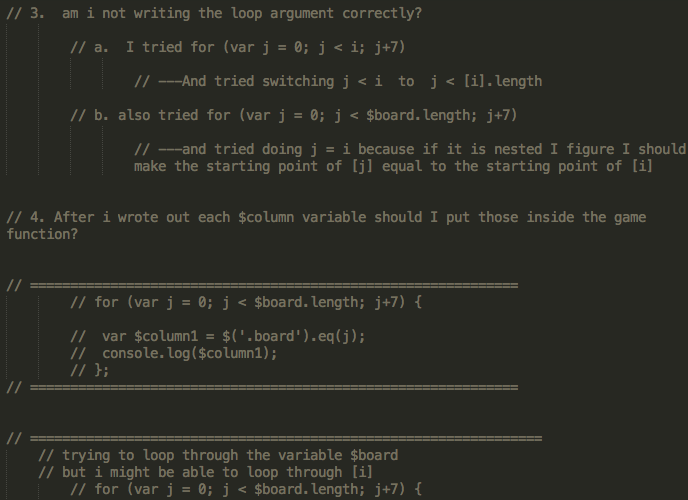 // 3.  am i not writing the loop argument correctly?
// a.  I tried for (var j = 0; j < i; j+7)
// ---And tried switching j < i  to  j < [i].length
// b. also tried for (var j = 0; j < $board.length; j+7)
// ---and tried doing j = i because if it is nested I figure I should
make the starting point of [j] equal to the starting point of [i]
// 4. After i wrote out each $column variable should I put those inside the game
function?
// =============================================================
// for (var j = 0; j < $board.length; j+7) {
//  var $column1 = $('.board').eq(j);
//  console.log($column1);
// };
// =============================================================
// ================================================================
// trying to loop through the variable $board
// but i might be able to loop through [i]
// for (var j = 0; j < $board.length; j+7) {